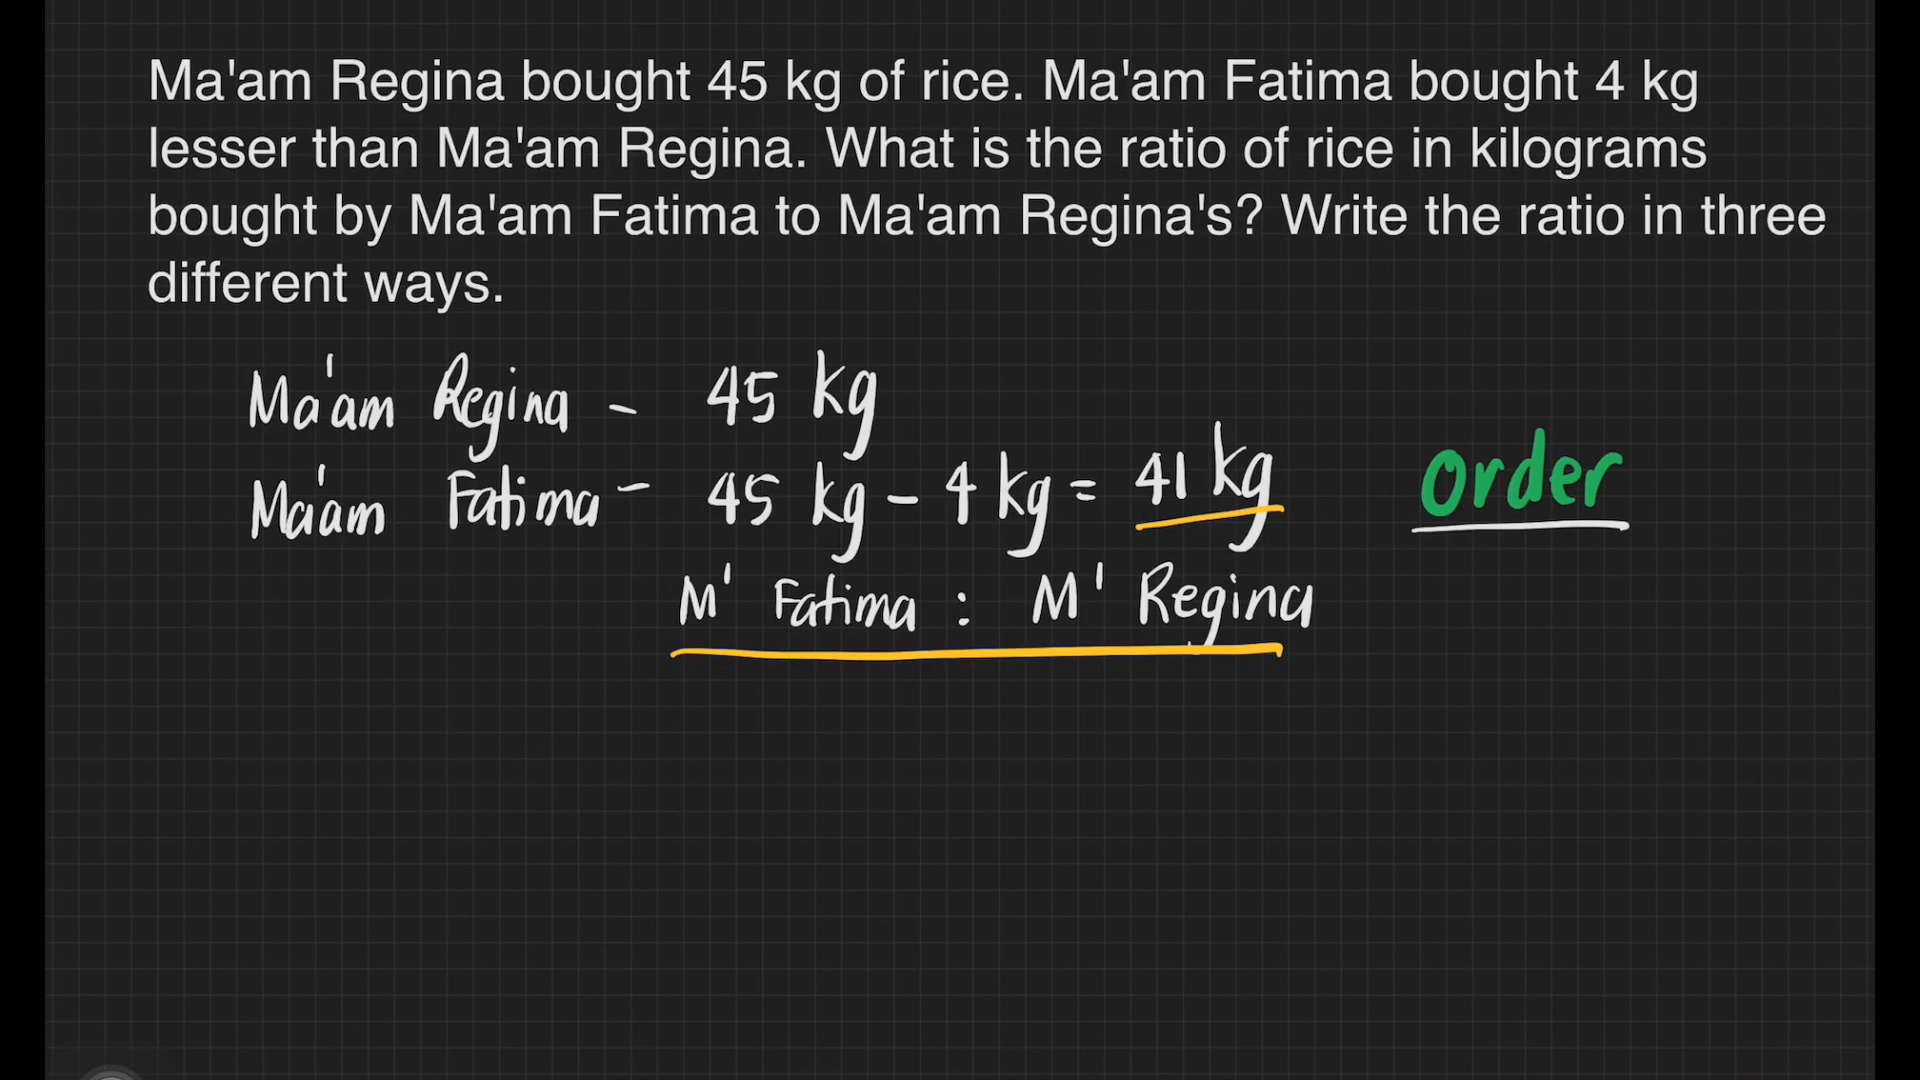 Ma'am Regina bought 45 kg of rice. Ma'am Fatima bought 4 kg
lesser than Ma'am Regina. What is the ratio of rice in kilograms
bought by Ma'am Fatima to Ma'am Regina's? Write the ratio in three
different ways.
Ma'am Regina - 45 kg
Ma'am Fatima - 45 kg - 4 kg = 41 kg
Order
M' Fatima : M' Regina